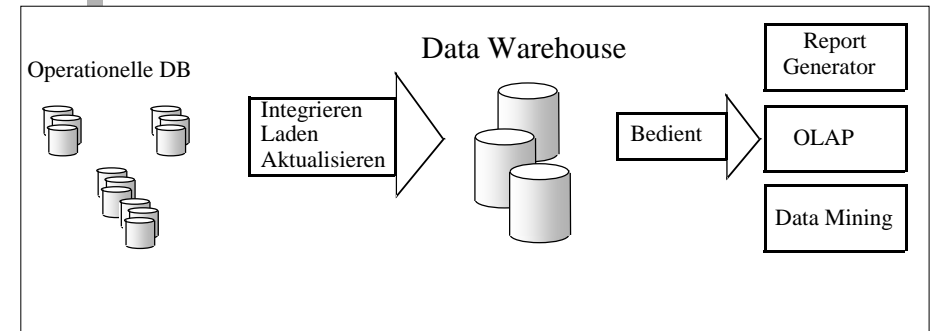 Operationelle DB
Integrieren
Laden
Aktualisieren
Data Warehouse
Bedient
Report
Generator
OLAP
Data Mining